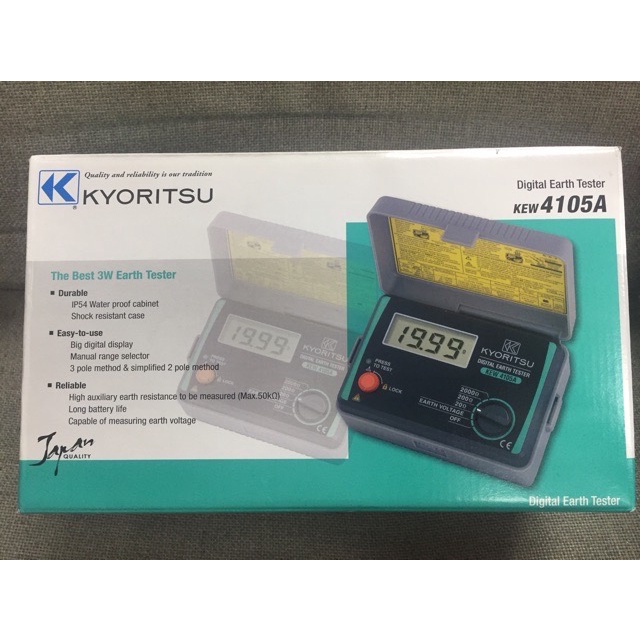 Quality and reliability is our tradition
KYORITSU
®
Digital Earth Tester
KEW 4105A
The Best 3W Earth Tester
■ Durable
IP54 Water proof cabinet
Shock resistant case
■ Easy-to-use
Big digital display
Manual range selector
3 pole method & simplified 2 pole method
■ Reliable
High auxiliary earth resistance to be measured (Max.50kΩ)
Long battery life
Capable of measuring earth voltage
Japan
QUALITY
19.99
KYORITSU
DIGITAL EARTH TESTER
KEW 4105A
PRESS
TO TEST
LOCK
2000Ω
200Ω
20Ω
EARTH VOLTAGE
OFF
CE
Digital Earth Tester